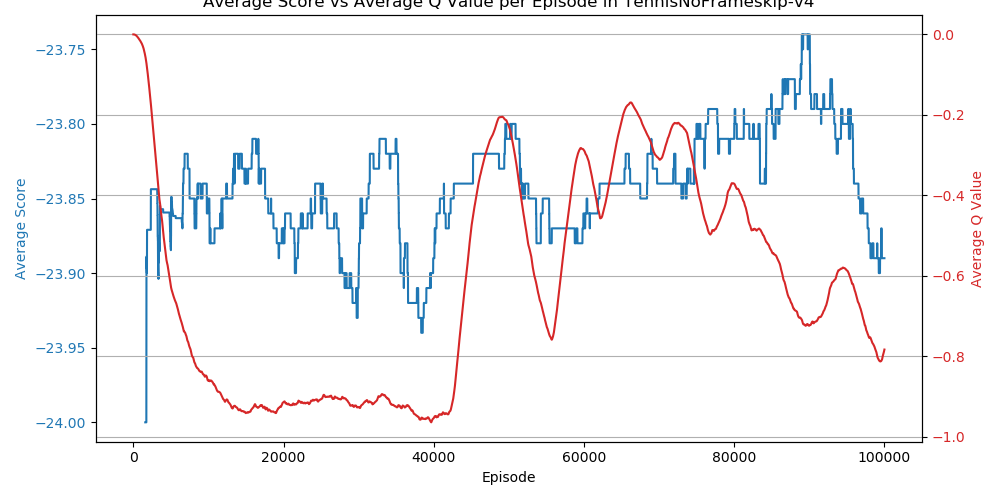 Average Score vs Average Q Value per Episode in TennisNoFrameskip-v4
−23.75
−23.80
−23.85
−23.90
−23.95
−24.00
Average Score
0.0
−0.2
−0.4
−0.6
−0.8
−1.0
Average Q Value
0 20000 40000 60000 80000 100000
Episode